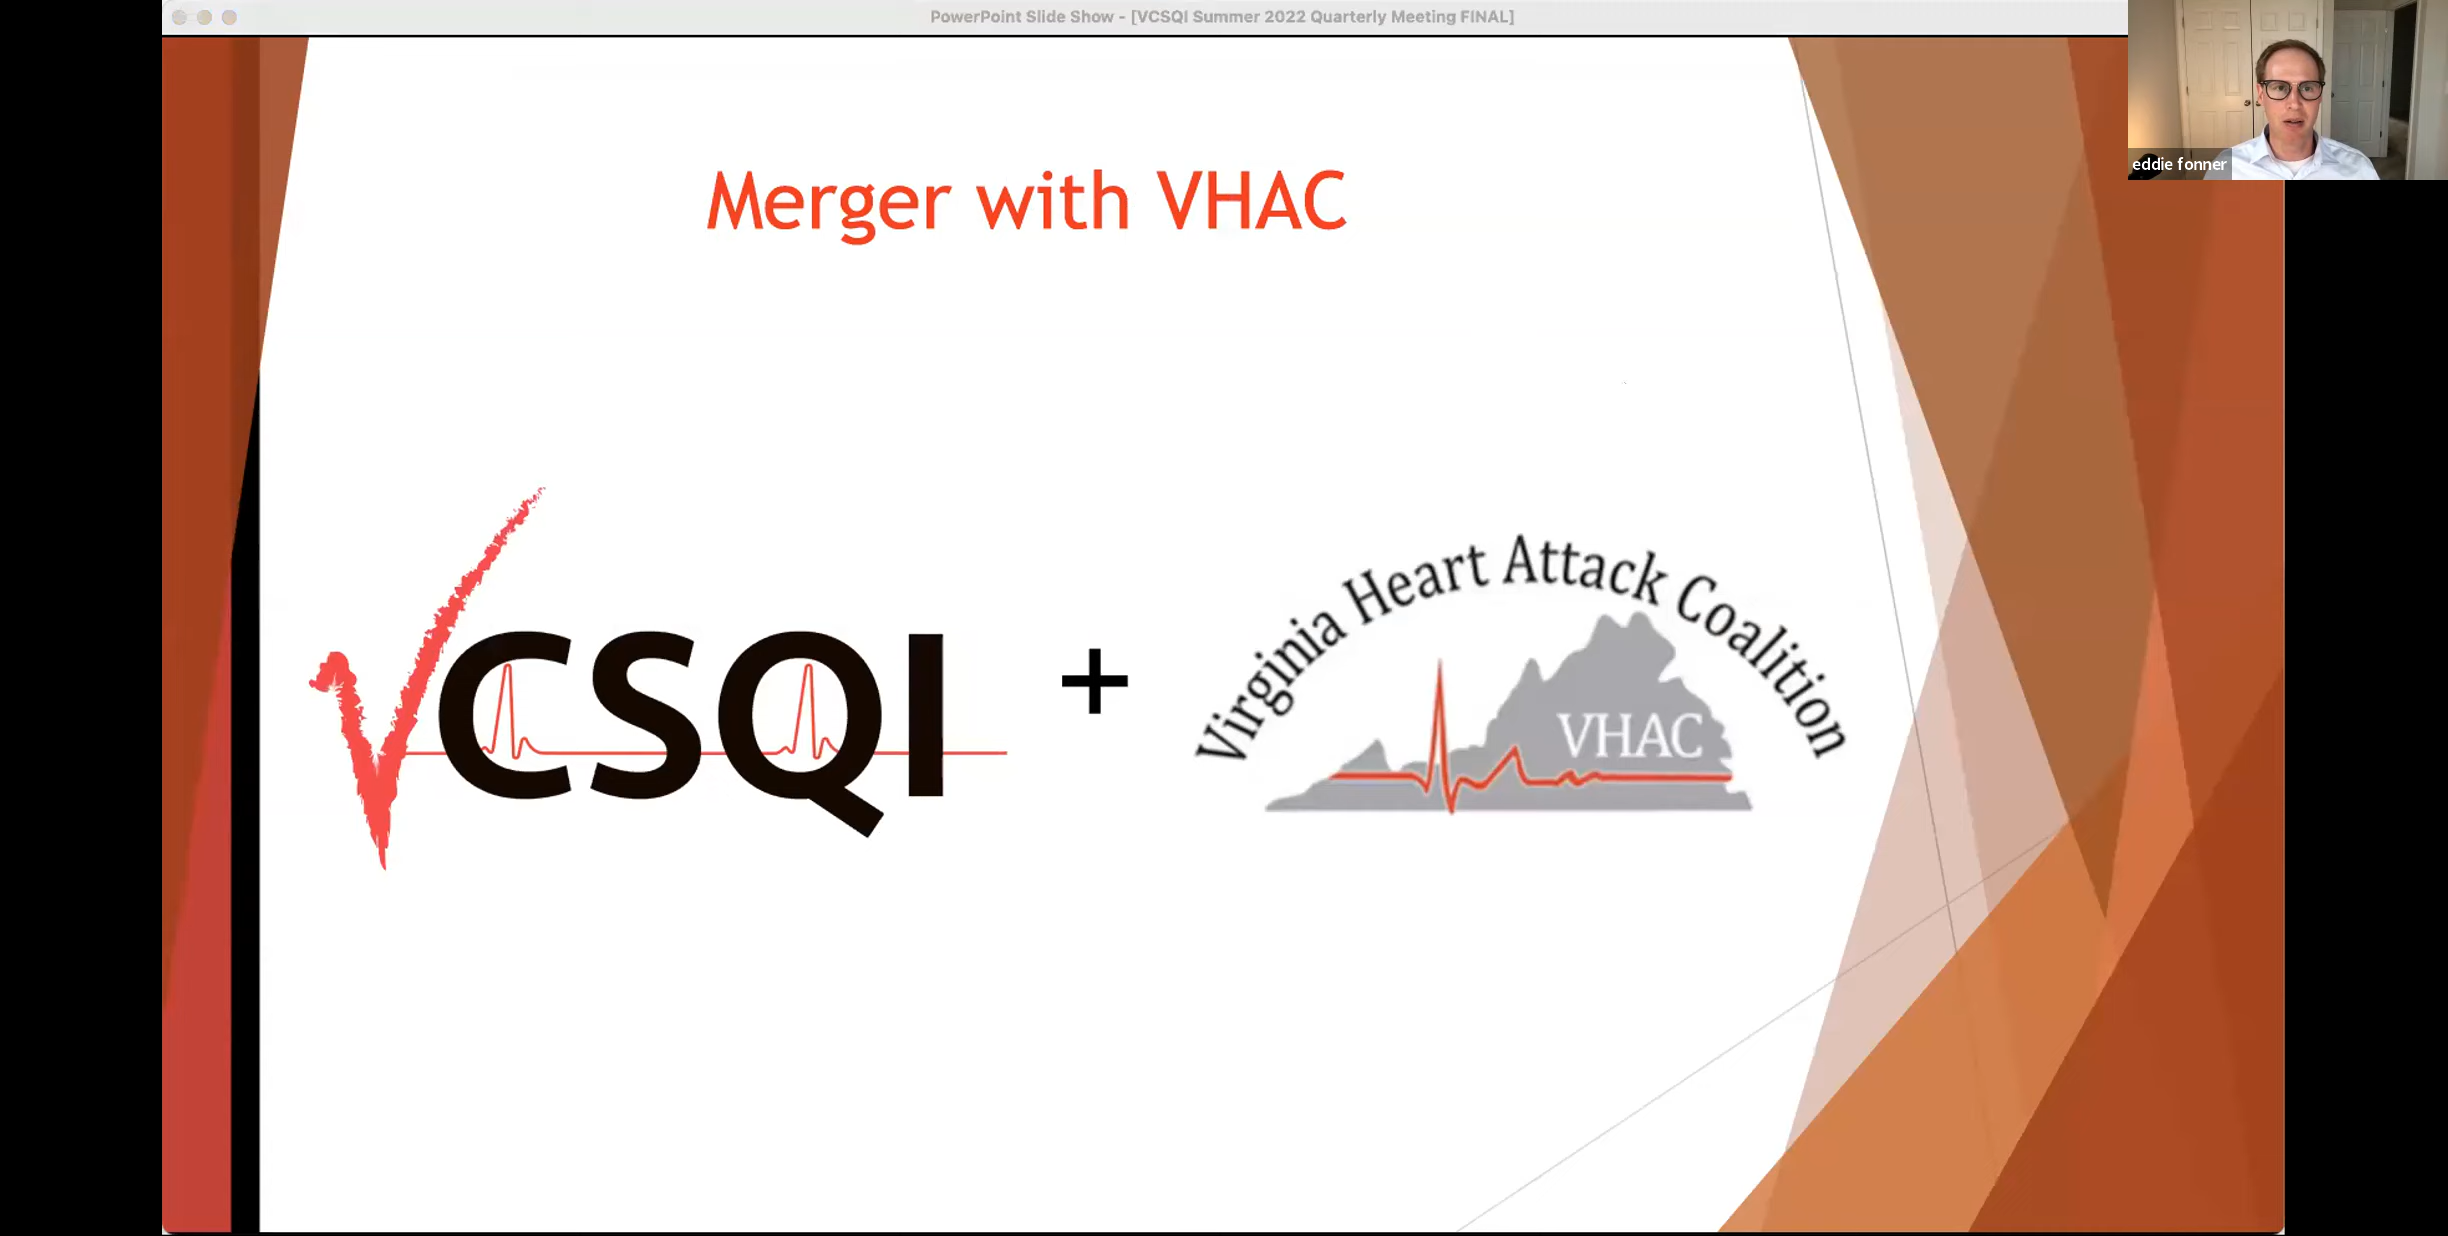 PowerPoint Slide Show - [VCSQI Summer 2022 Quarterly Meeting FINAL]
eddie fonner
Merger with VHAC
VCSQI
+
Virginia Heart Attack Coalition
VHAC